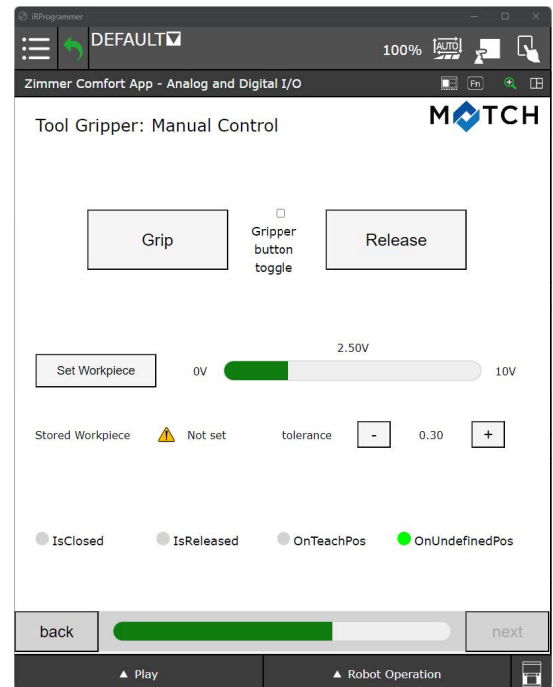 iRProgrammer
DEFAULT
100%
AUTO
Zimmer Comfort App - Analog and Digital I/O
Fn
Tool Gripper: Manual Control
MATCH
Grip
Gripper
button
toggle
Release
2.50V
Set Workpiece
0V
10V
Stored Workpiece
Not set
tolerance
-
0.30
+
IsClosed
IsReleased
OnTeachPos
OnUndefinedPos
back
next
▲ Play
▲ Robot Operation